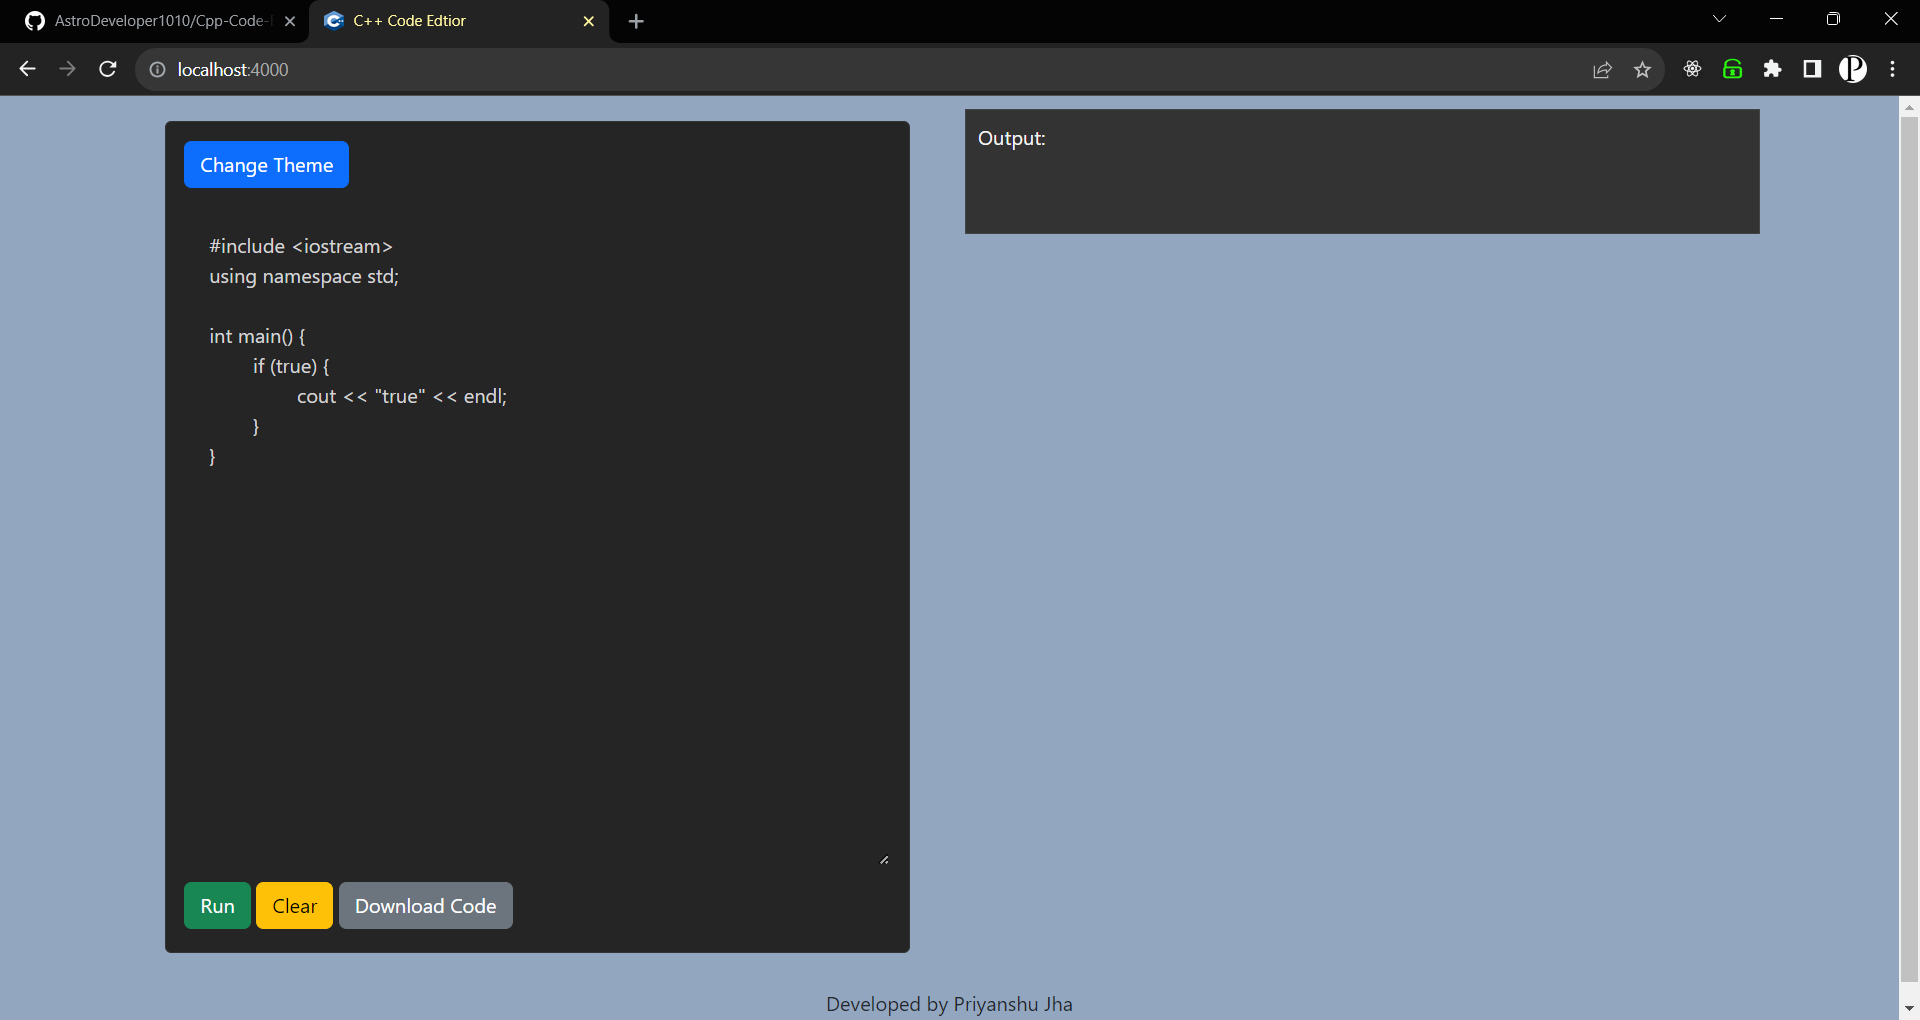 AstroDeveloper1010/Cpp-Code-
C++ Code Edtior
localhost:4000
Change Theme
#include <iostream>
using namespace std;
int main() {
if (true) {
cout << "true" << endl;
}
}
Run
Clear
Download Code
Output:
Developed by Priyanshu Jha